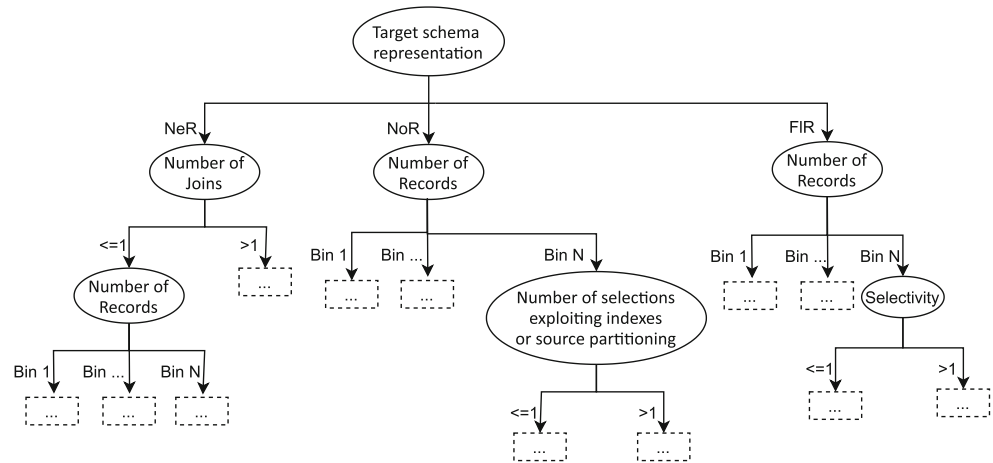 Target schema
representation
NeR
NoR
FIR
Number of
Joins
Number of
Records
Number of
Records
<=1
>1
Bin 1
Bin ...
Bin N
Bin 1
Bin ...
Bin N
...
...
...
...
...
Number of
Records
Number of selections
exploiting indexes
or source partitioning
Selectivity
Bin 1
Bin ...
Bin N
<=1
>1
<=1
>1
...
...
...
...
...
...
...